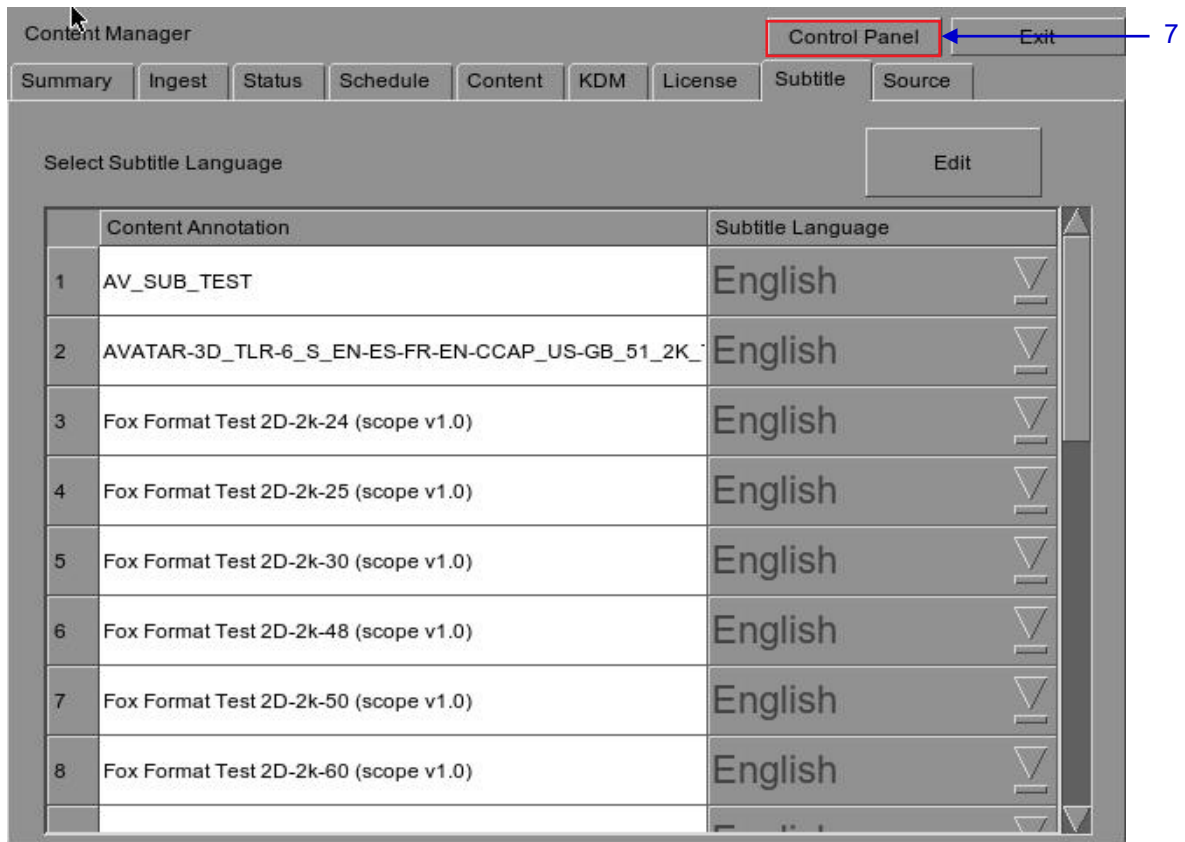 Content Manager Control Panel Exit 7
Summary Ingest Status Schedule Content KDM License Subtitle Source
Select Subtitle Language Edit
Content Annotation Subtitle Language
1 AV_SUB_TEST English
2 AVATAR-3D_TLR-6_S_EN-ES-FR-EN-CCAP_US-GB_51_2K_ English
3 Fox Format Test 2D-2k-24 (scope v1.0) English
4 Fox Format Test 2D-2k-25 (scope v1.0) English
5 Fox Format Test 2D-2k-30 (scope v1.0) English
6 Fox Format Test 2D-2k-48 (scope v1.0) English
7 Fox Format Test 2D-2k-50 (scope v1.0) English
8 Fox Format Test 2D-2k-60 (scope v1.0) English